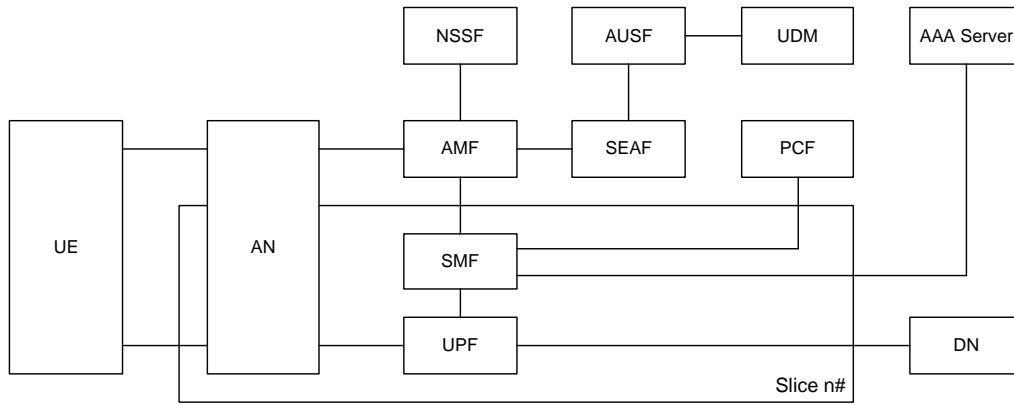 NSSF
AUSF
UDM
AAA Server
AMF
SEAF
PCF
UE
AN
SMF
UPF
DN
Slice n#